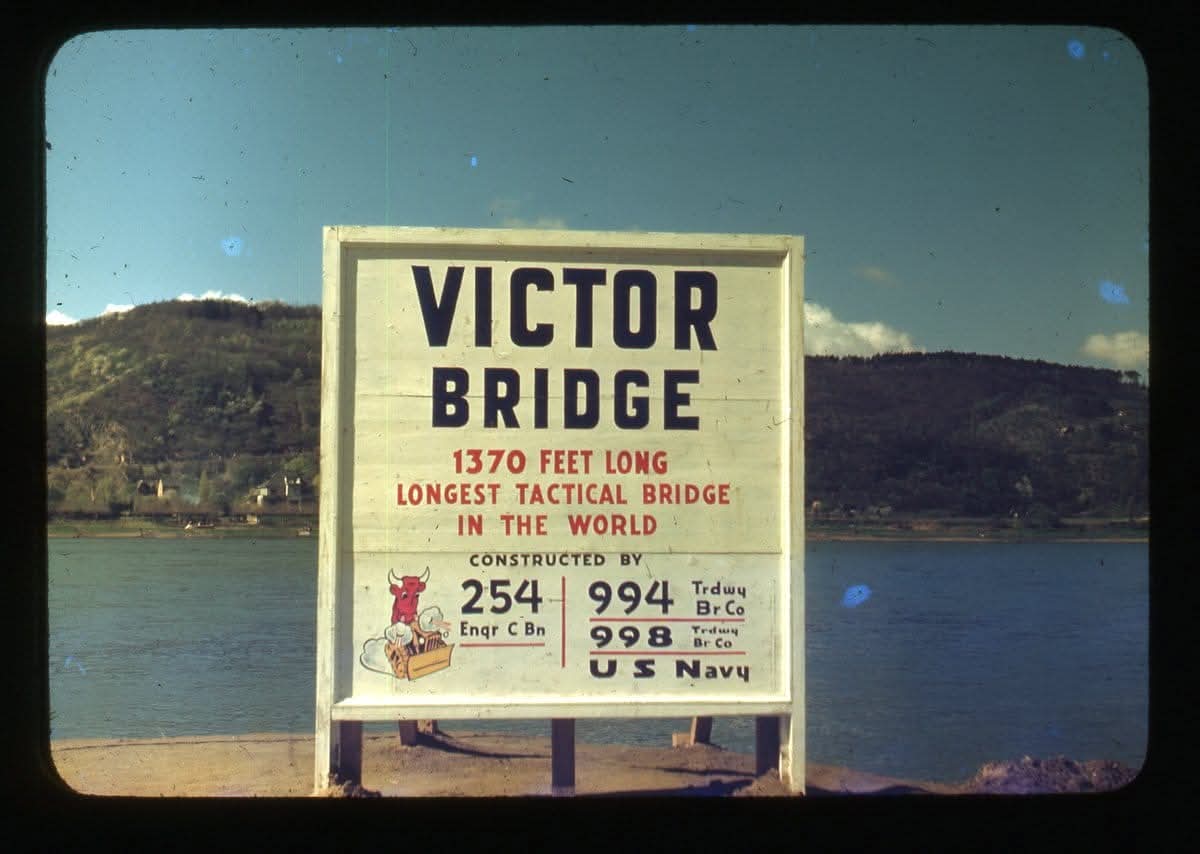 VICTOR
BRIDGE
1370 FEET LONG
LONGEST TACTICAL BRIDGE
IN THE WORLD
CONSTRUCTED BY
254
Engr C Bn
994 Trdwy Br Co
998 Trdwy Br Co
U S Navy